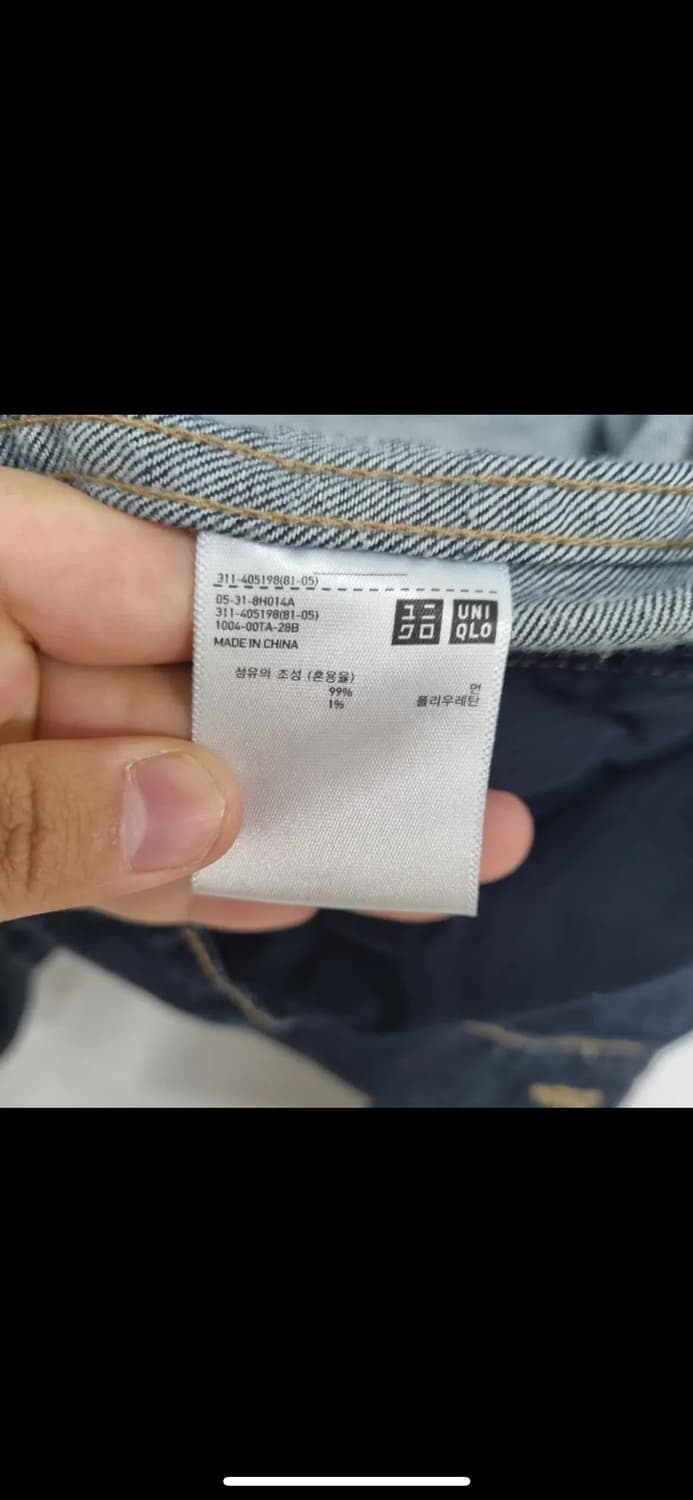 311-405198(81-05)
05-31-8H014A
311-405198(81-05)
1004-00TA-28B
MADE IN CHINA
ユニ
クロ
UNI
QLO
섬유의 조성 (혼용율)
99% 면
1% 폴리우레탄